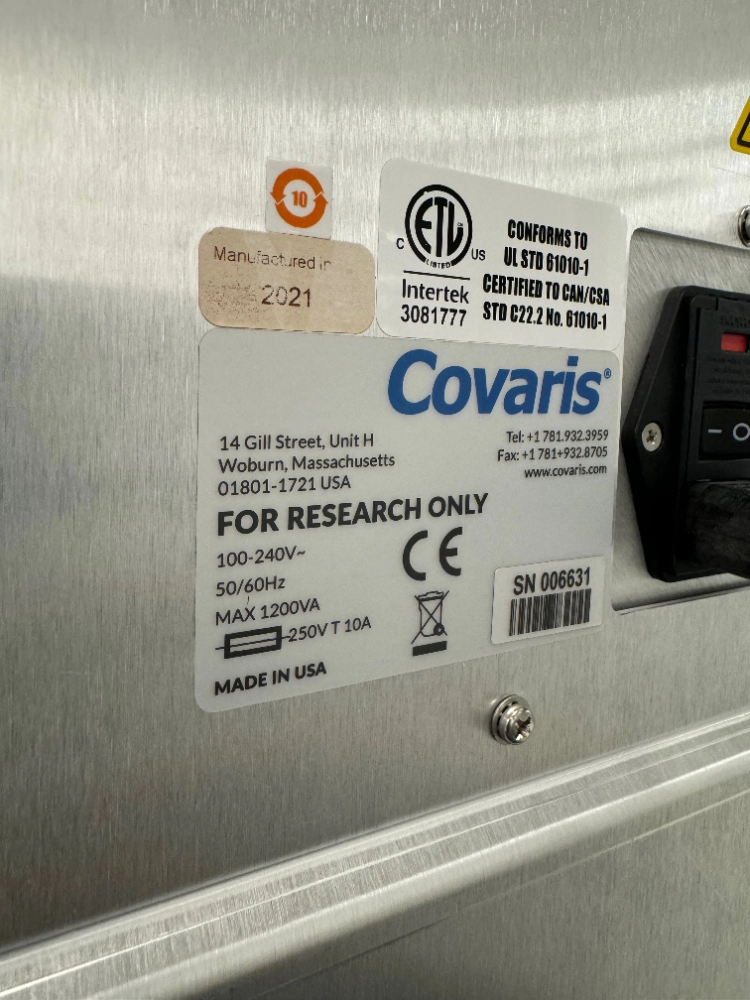 10
Manufactured in
2021
ETL
LISTED
C
US
Intertek
3081777
CONFORMS TO
UL STD 61010-1
CERTIFIED TO CAN/CSA
STD C22.2 No. 61010-1
Covaris®
14 Gill Street, Unit H
Woburn, Massachusetts
01801-1721 USA
Tel: +1 781.932.3959
Fax: +1 781+932.8705
www.covaris.com
FOR RESEARCH ONLY
100-240V~
50/60Hz
MAX 1200VA
250V T 10A
MADE IN USA
CE
SN 006631